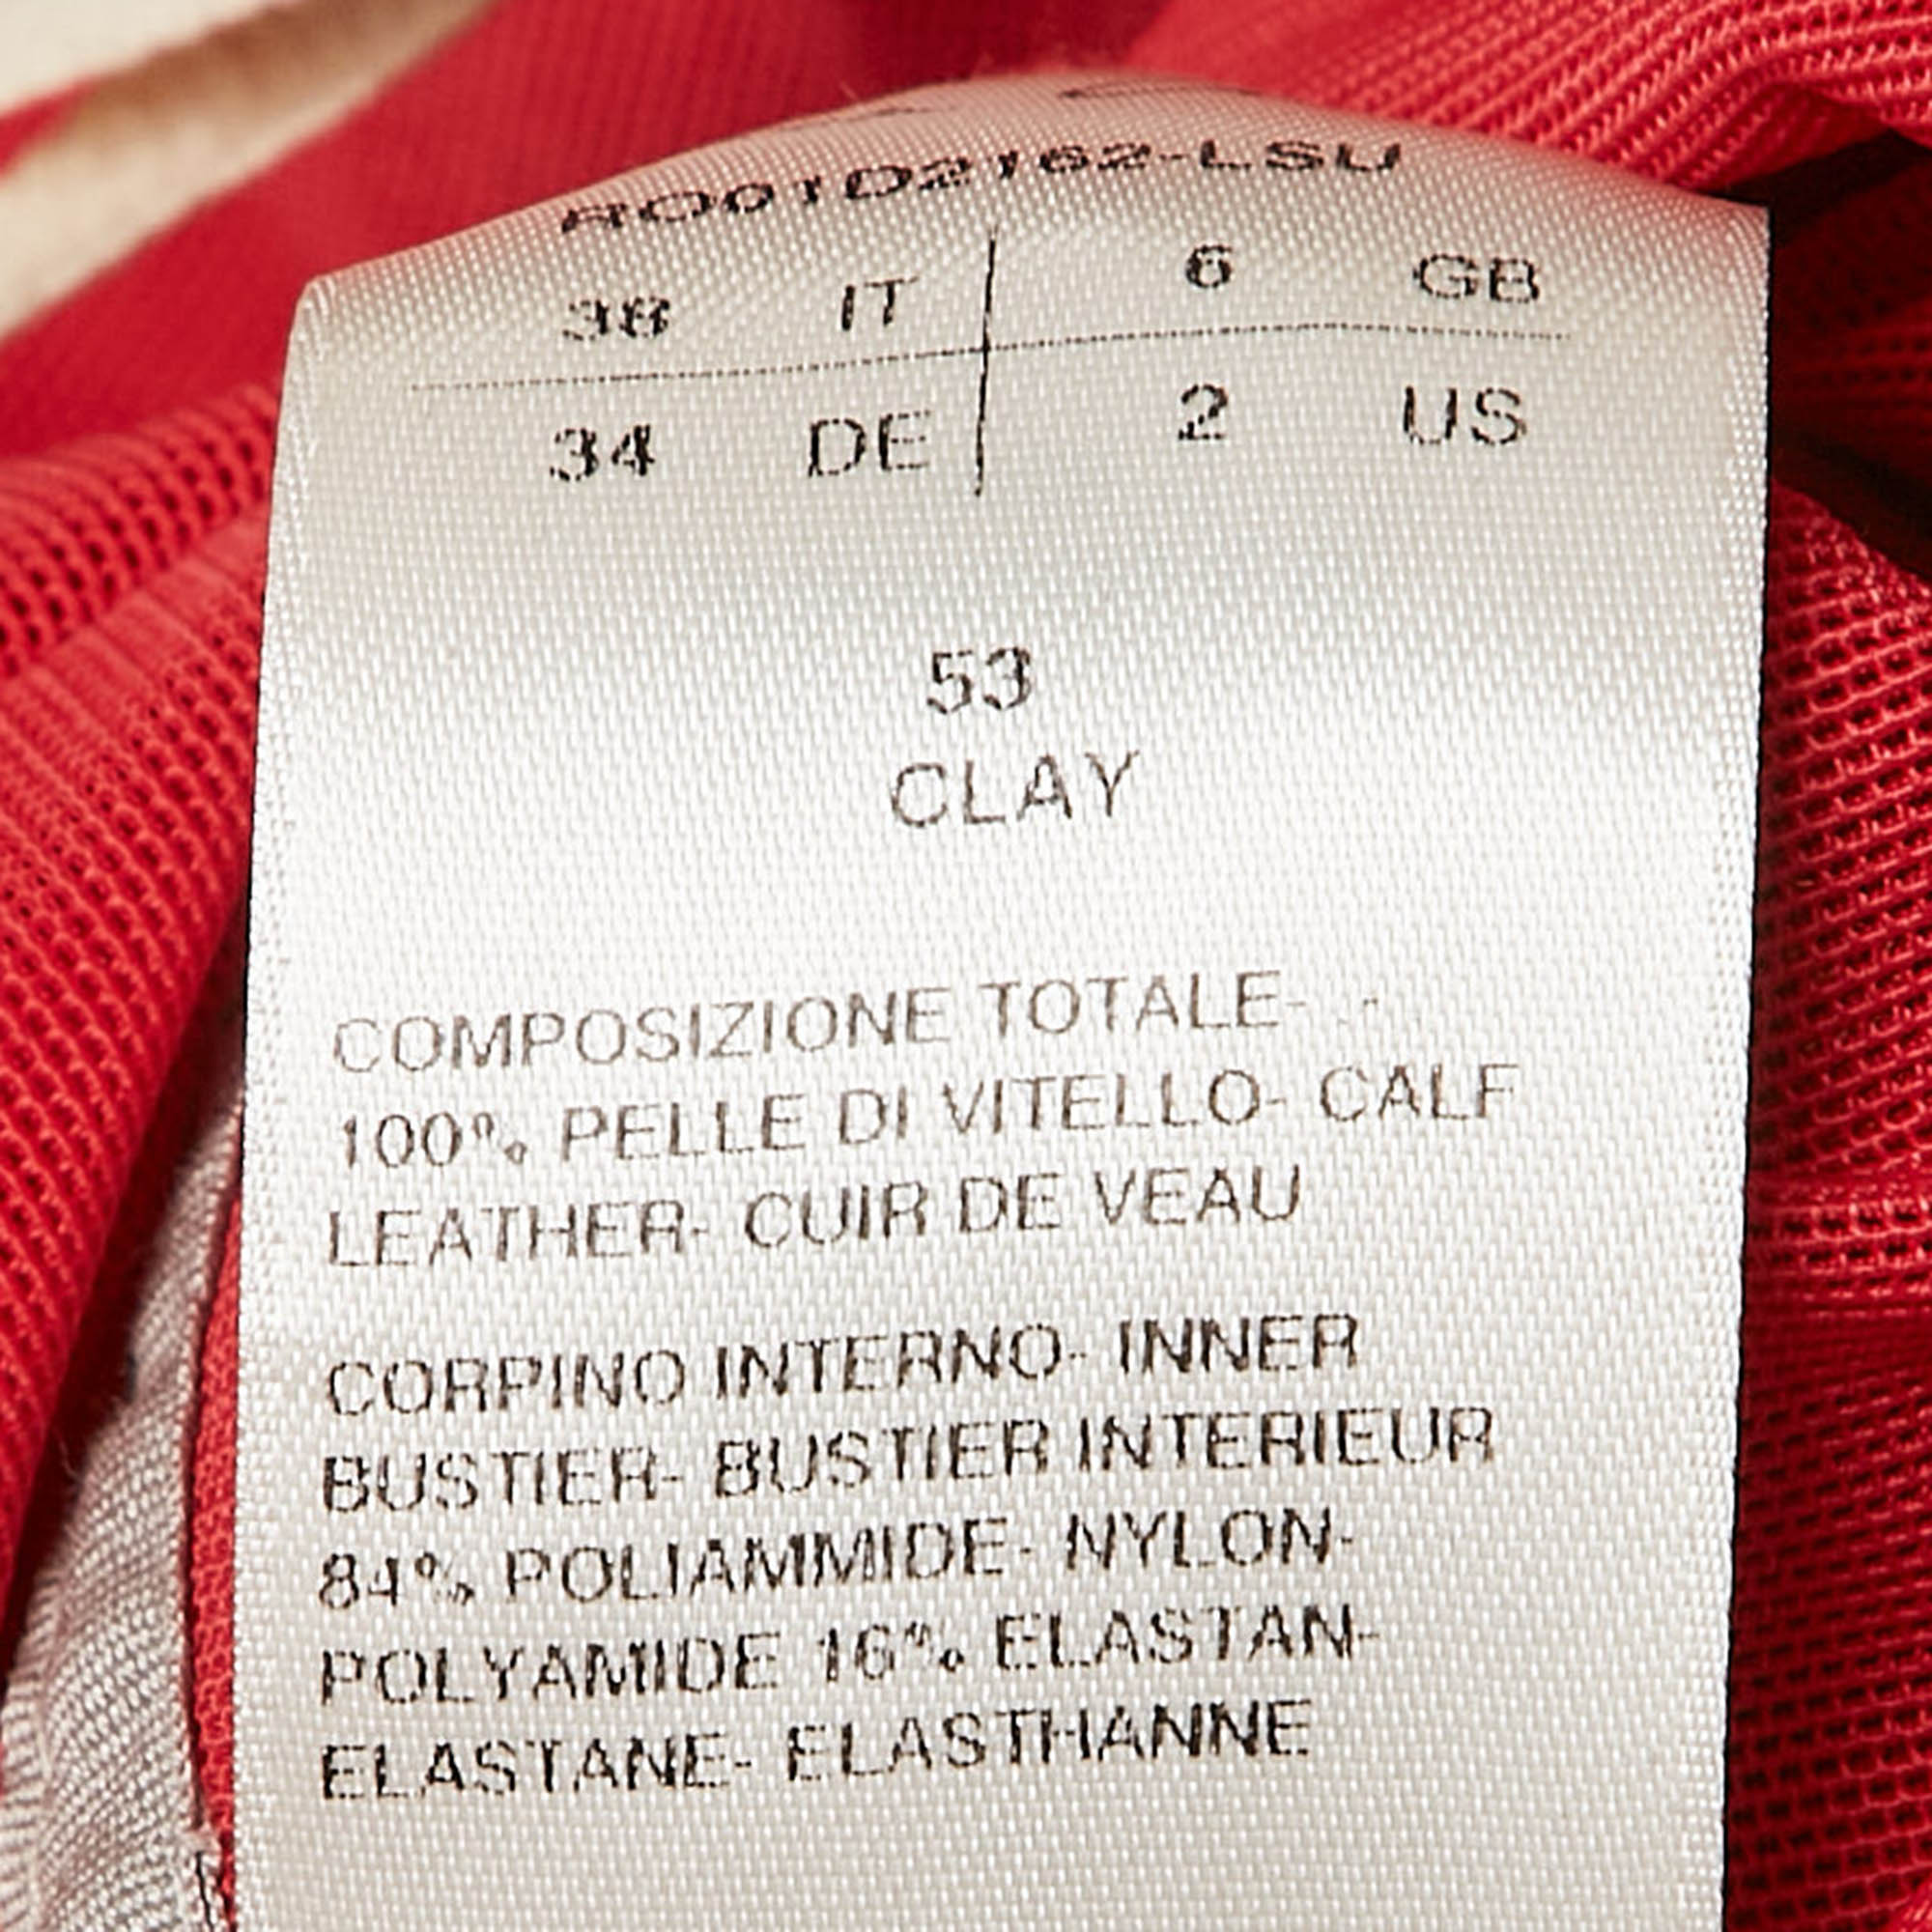 RO01D2162-LSU
38 IT 6 GB
34 DE 2 US
53
CLAY
COMPOSIZIONE TOTALE- -
100% PELLE DI VITELLO- CALF
LEATHER- CUIR DE VEAU
CORPINO INTERNO- INNER
BUSTIER- BUSTIER INTERIEUR
84% POLIAMMIDE- NYLON-
POLYAMIDE 16% ELASTAN-
ELASTANE- ELASTHANNE